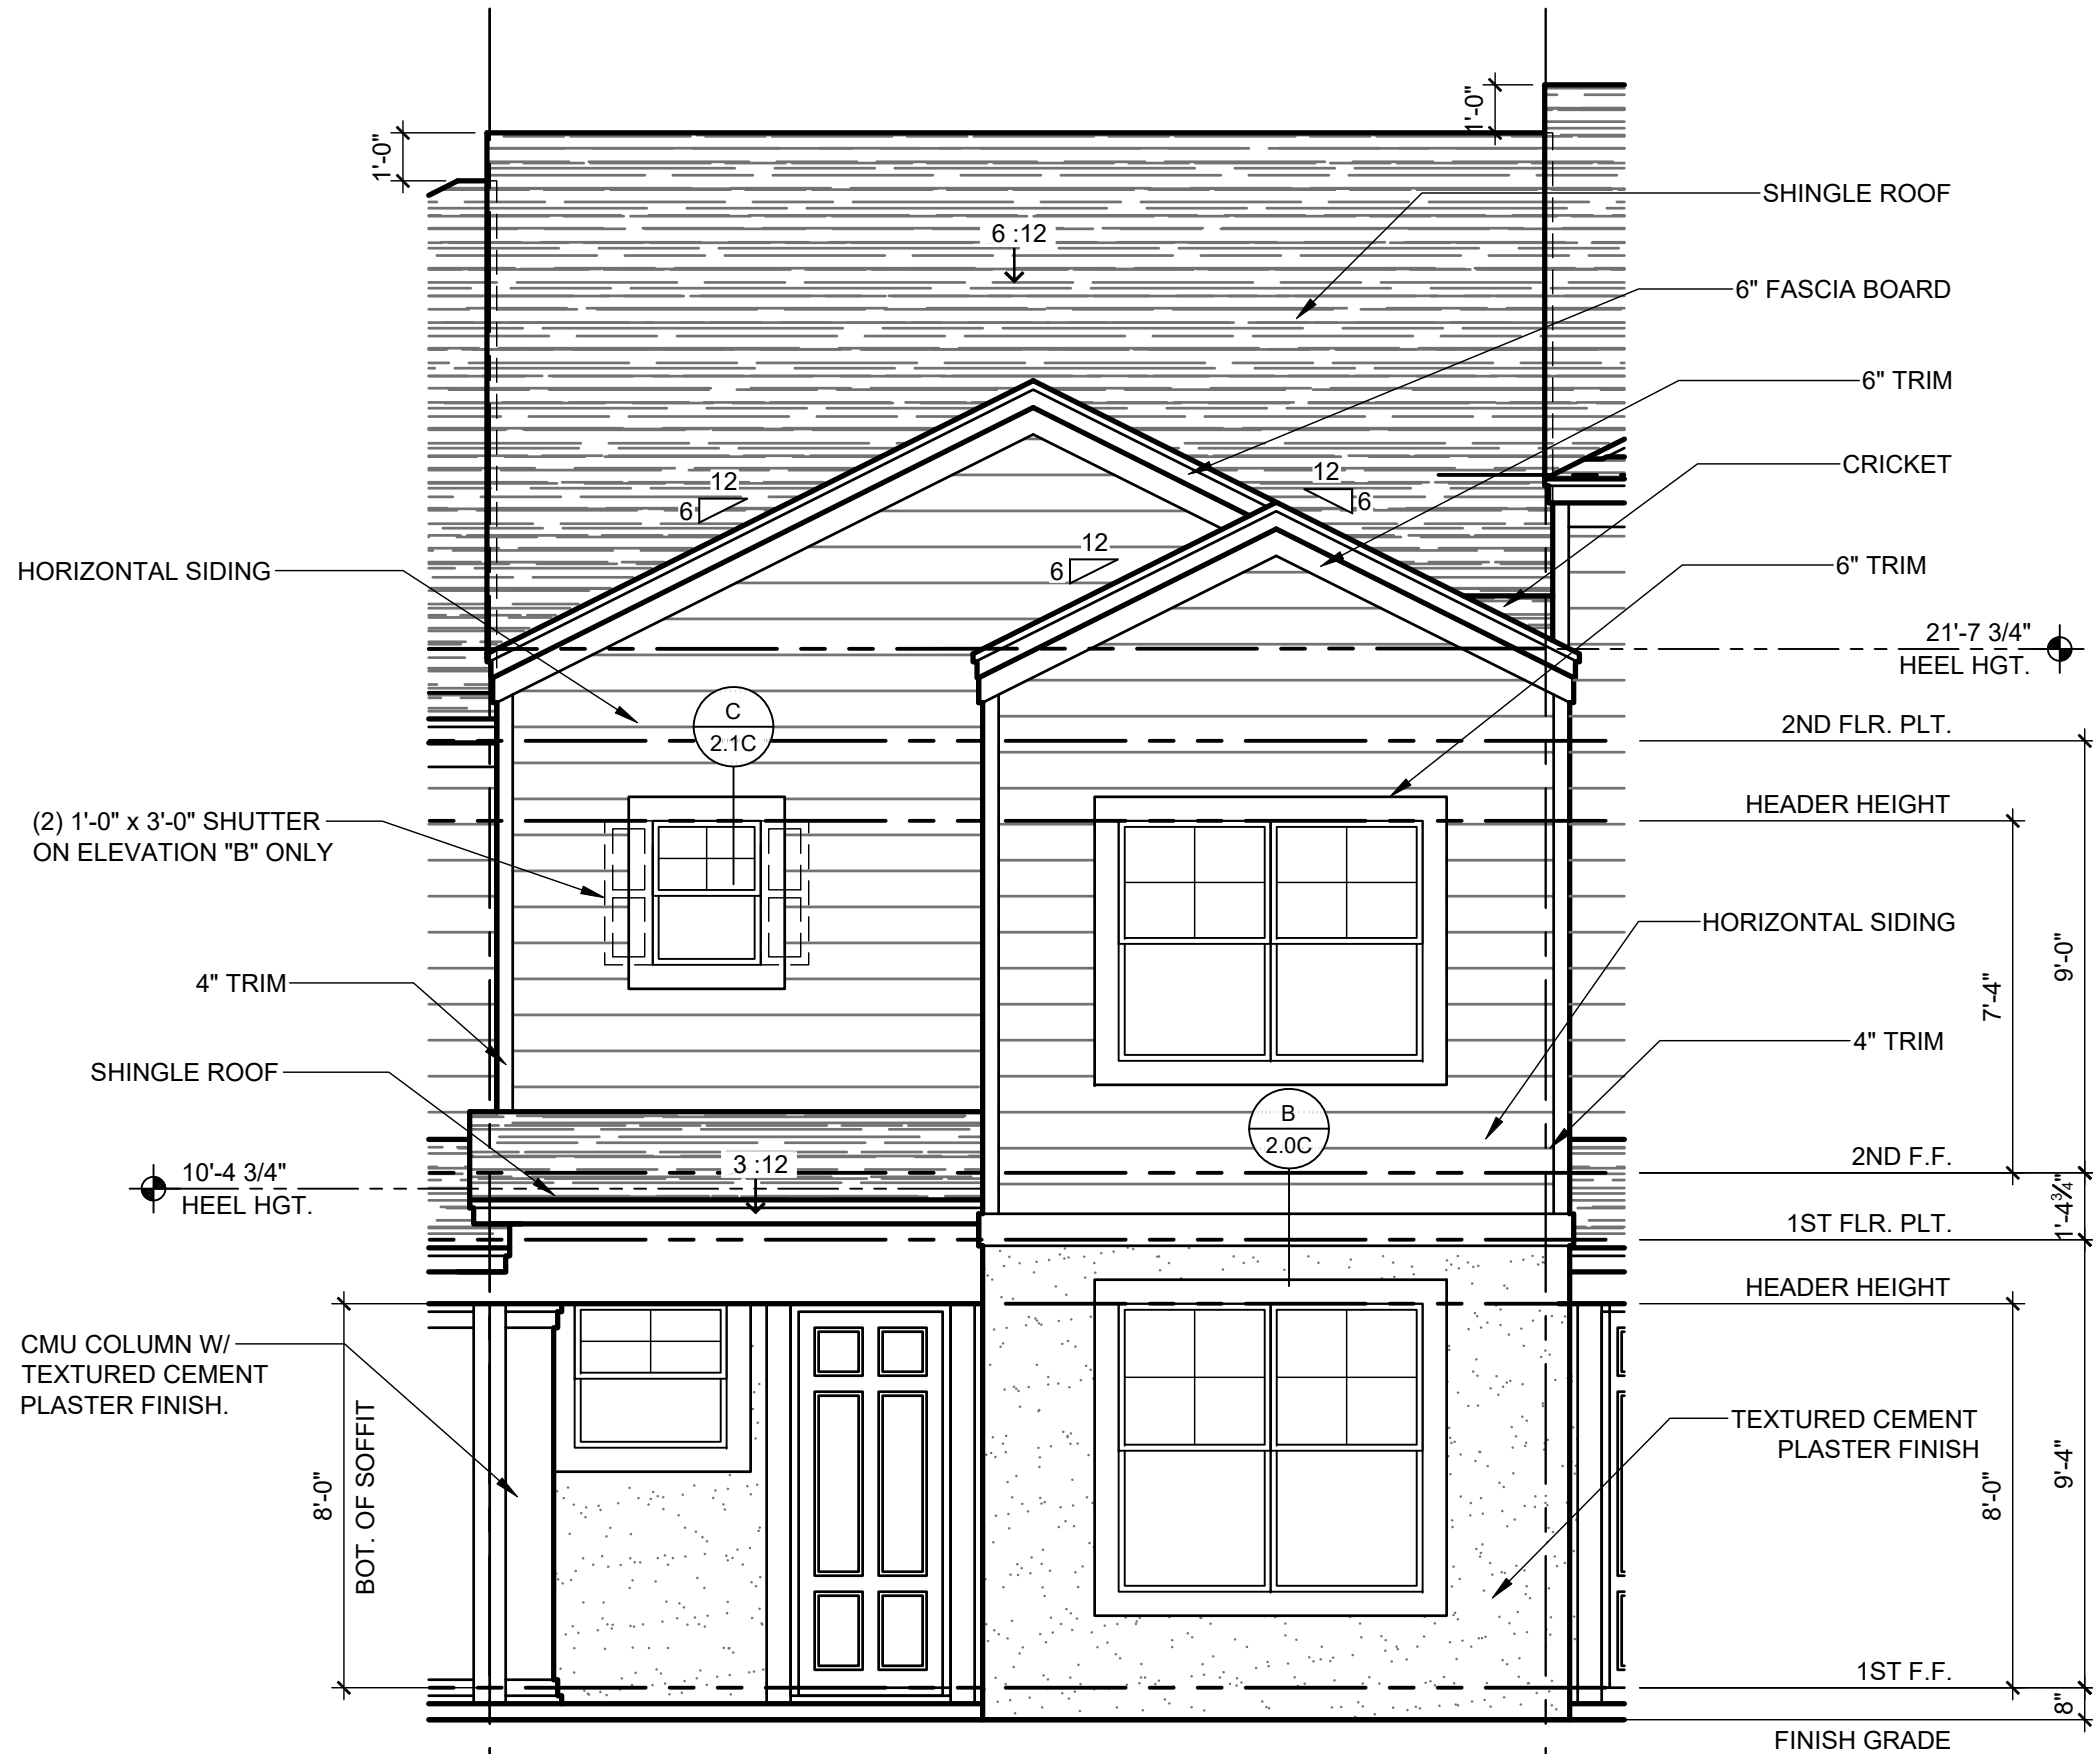 1'-0"
1'-0"
SHINGLE ROOF
6 :12
6" FASCIA BOARD
6" TRIM
CRICKET
12
6
12
6
12
6
HORIZONTAL SIDING
6" TRIM
21'-7 3/4"
HEEL HGT.
C
2.1C
2ND FLR. PLT.
HEADER HEIGHT
(2) 1'-0" x 3'-0" SHUTTER
ON ELEVATION "B" ONLY
HORIZONTAL SIDING
9'-0"
7'-4"
4" TRIM
4" TRIM
SHINGLE ROOF
B
2.0C
3 :12
10'-4 3/4"
HEEL HGT.
2ND F.F.
1'-4¾"
1ST FLR. PLT.
HEADER HEIGHT
CMU COLUMN W/
TEXTURED CEMENT
PLASTER FINISH.
8'-0"
BOT. OF SOFFIT
TEXTURED CEMENT
PLASTER FINISH
8'-0"
9'-4"
1ST F.F.
8"
FINISH GRADE